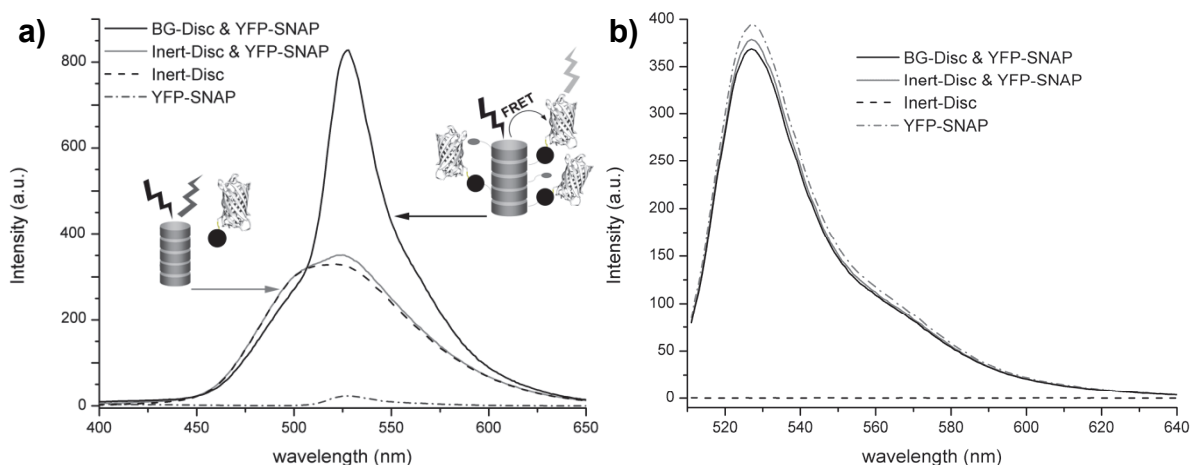 a)
BG-Disc & YFP-SNAP
Inert-Disc & YFP-SNAP
Inert-Disc
YFP-SNAP
FRET
800
600
400
200
0
Intensity (a.u.)
400 450 500 550 600 650
wavelength (nm)
b)
BG-Disc & YFP-SNAP
Inert-Disc & YFP-SNAP
Inert-Disc
YFP-SNAP
400
350
300
250
200
150
100
50
0
Intensity (a.u.)
520 540 560 580 600 620 640
wavelength (nm)